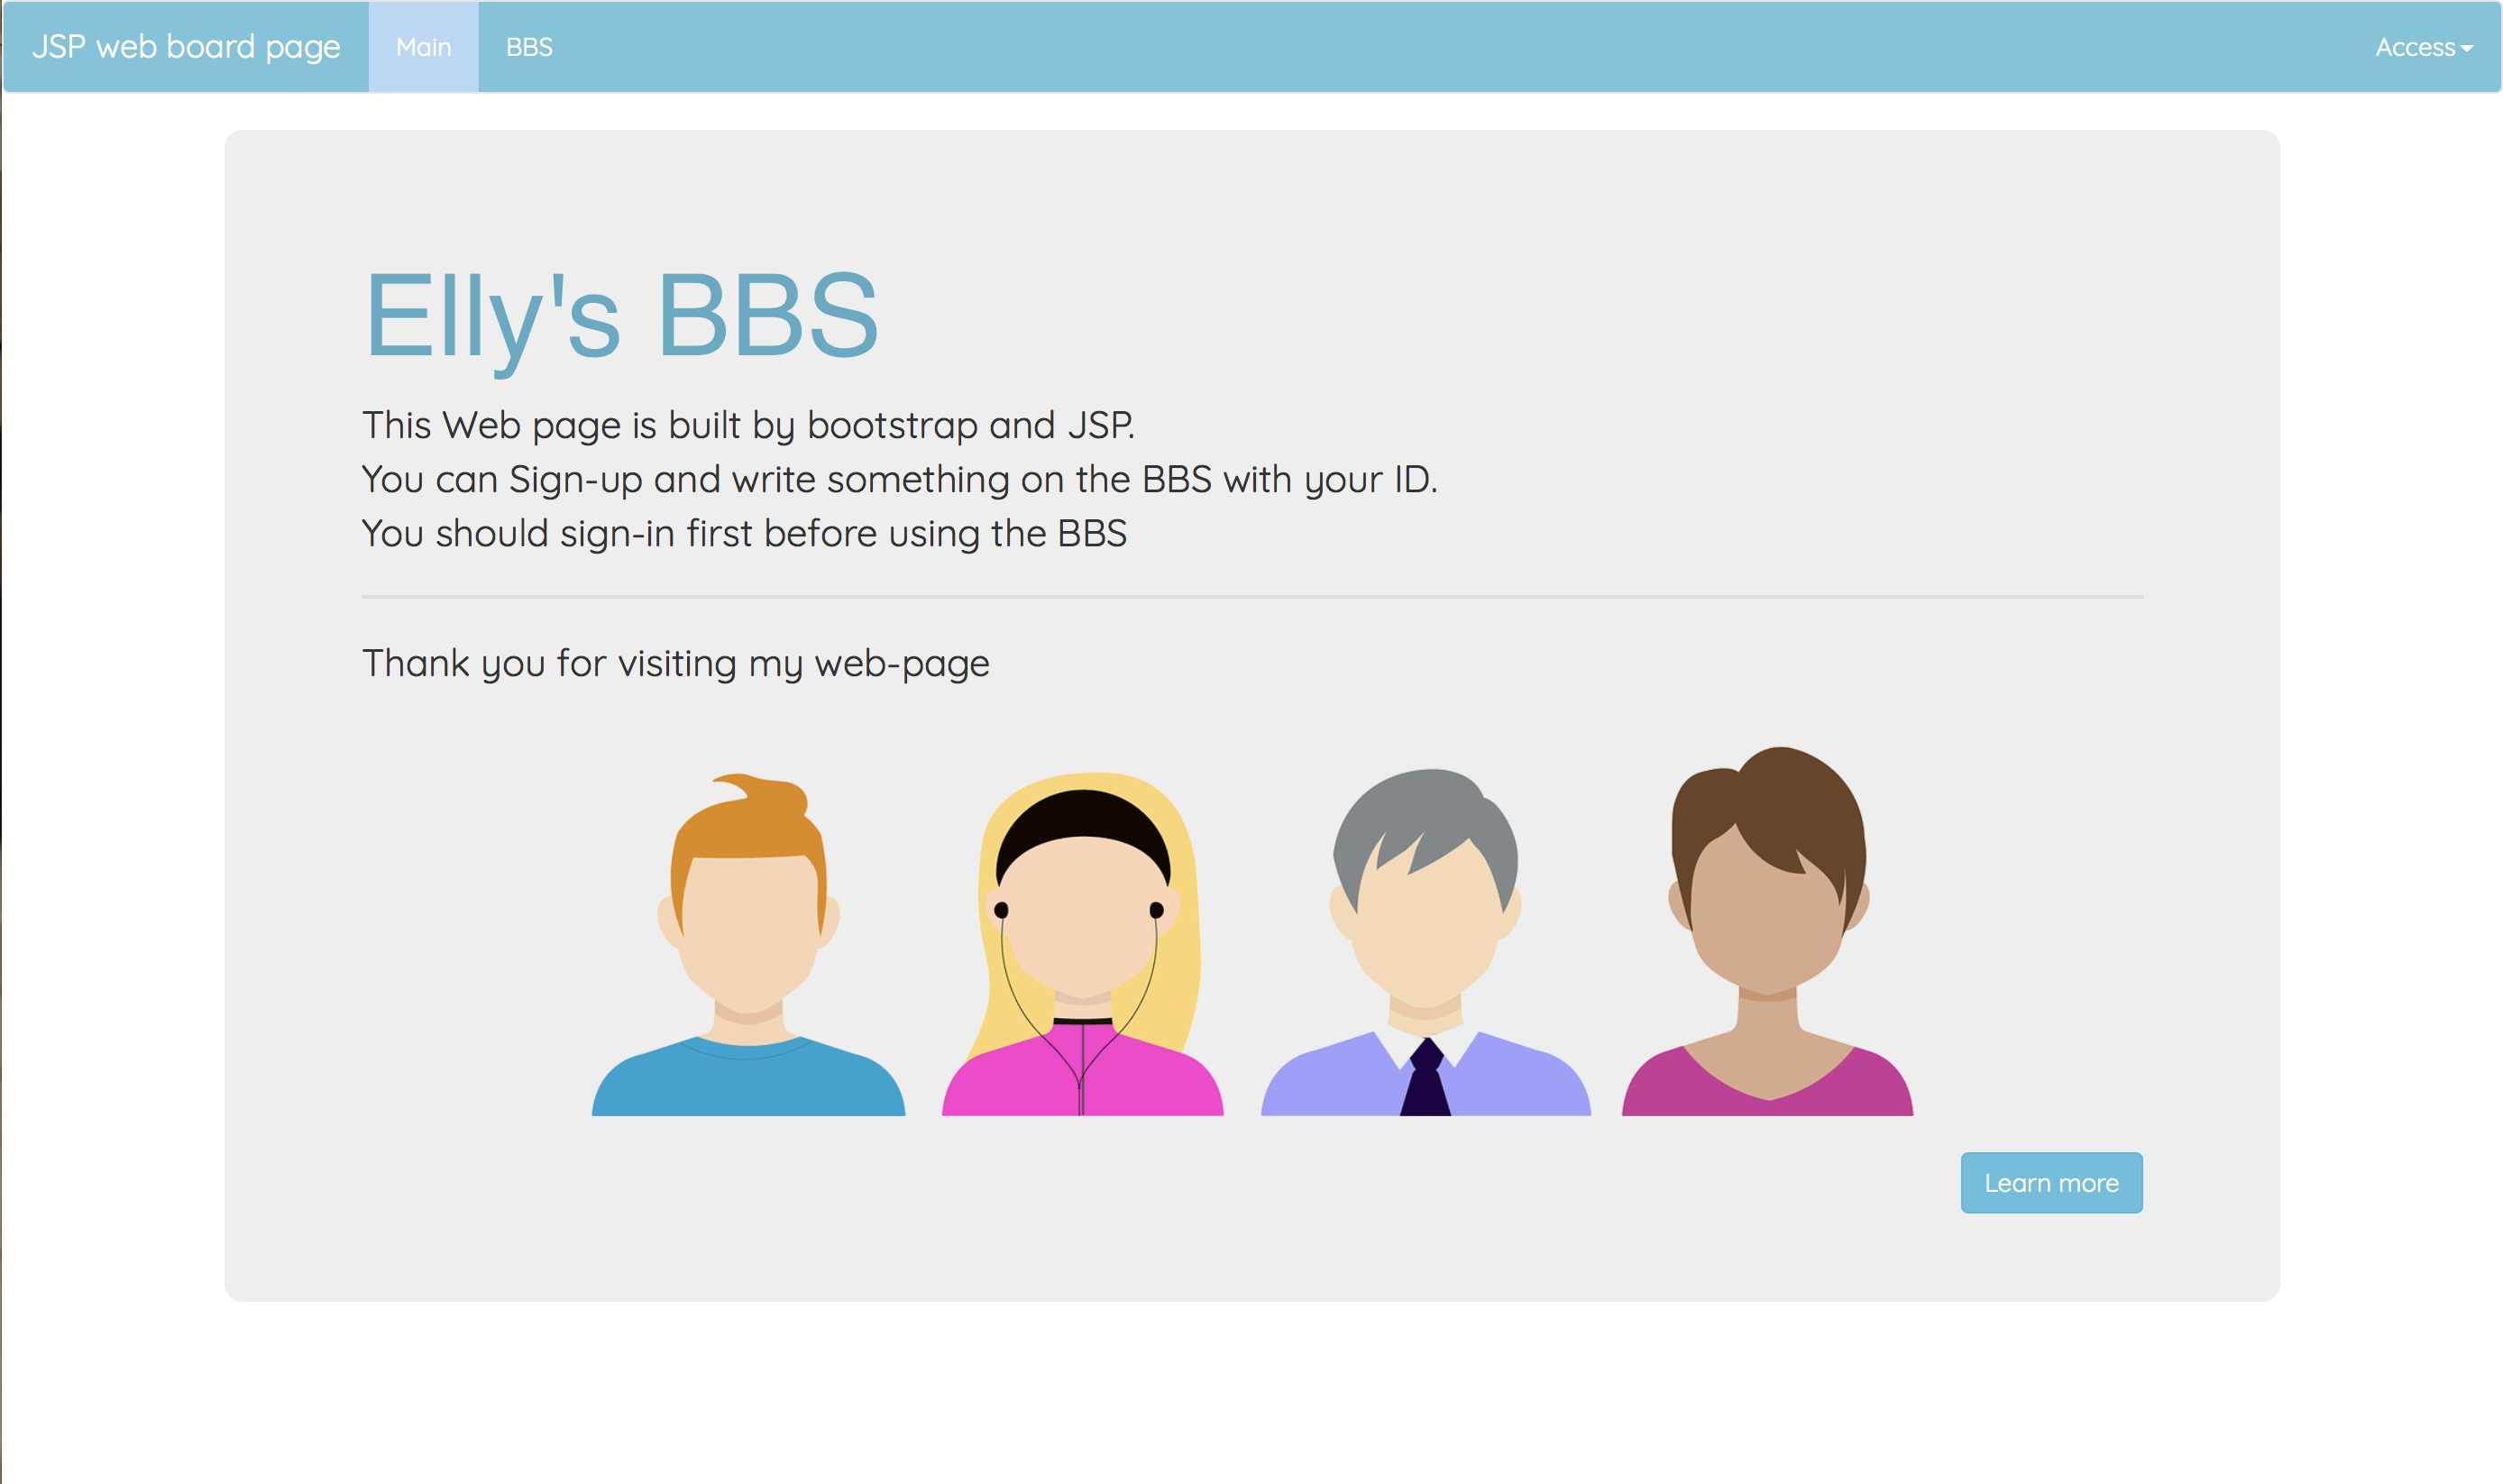 JSP web board page Main BBS Access
Elly's BBS
This Web page is built by bootstrap and JSP.
You can Sign-up and write something on the BBS with your ID.
You should sign-in first before using the BBS
Thank you for visiting my web-page
Learn more